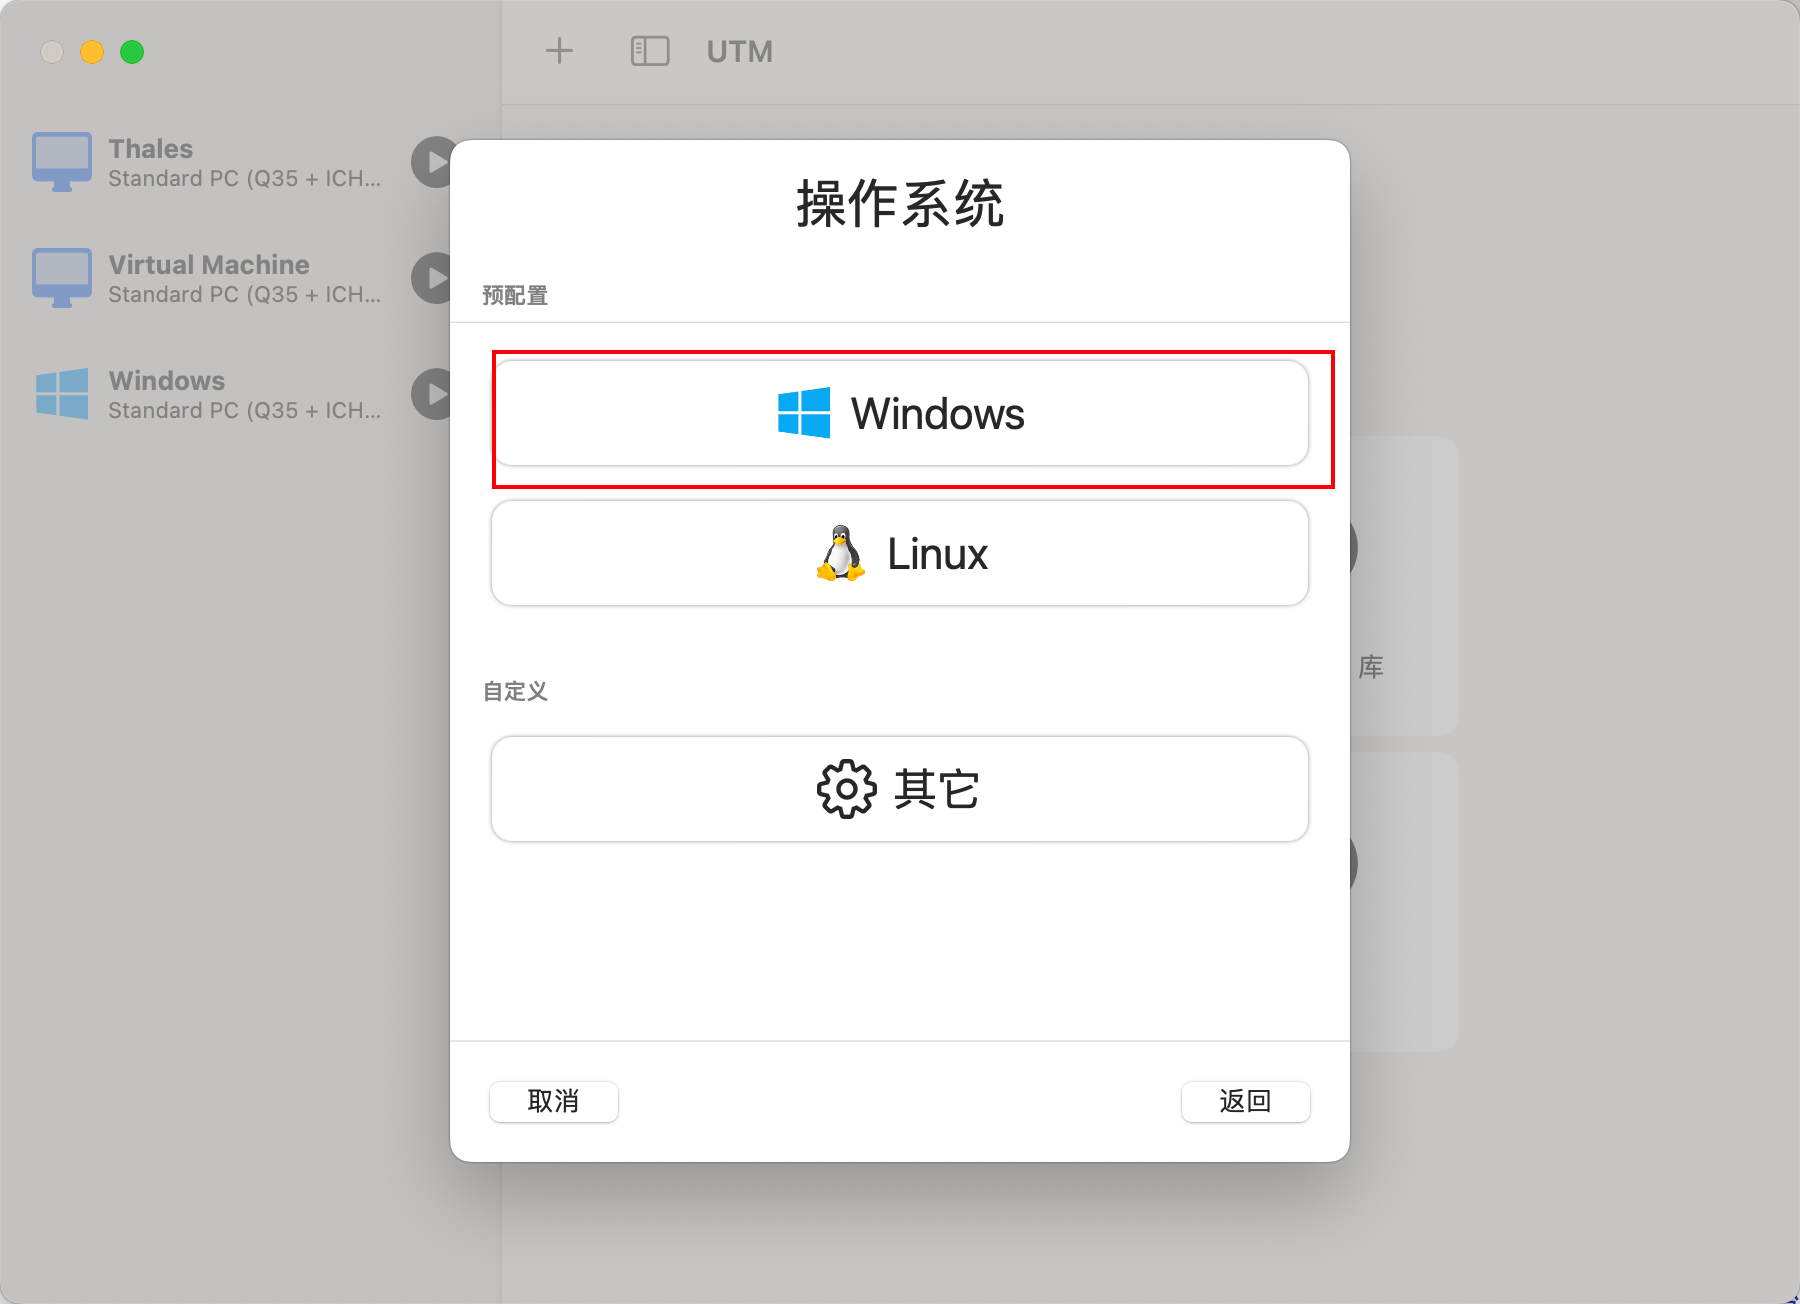 UTM
Thales
Standard PC (Q35 + ICH...
Virtual Machine
Standard PC (Q35 + ICH...
Windows
Standard PC (Q35 + ICH...
操作系统
预配置
Windows
Linux
自定义
其它
库
取消
返回